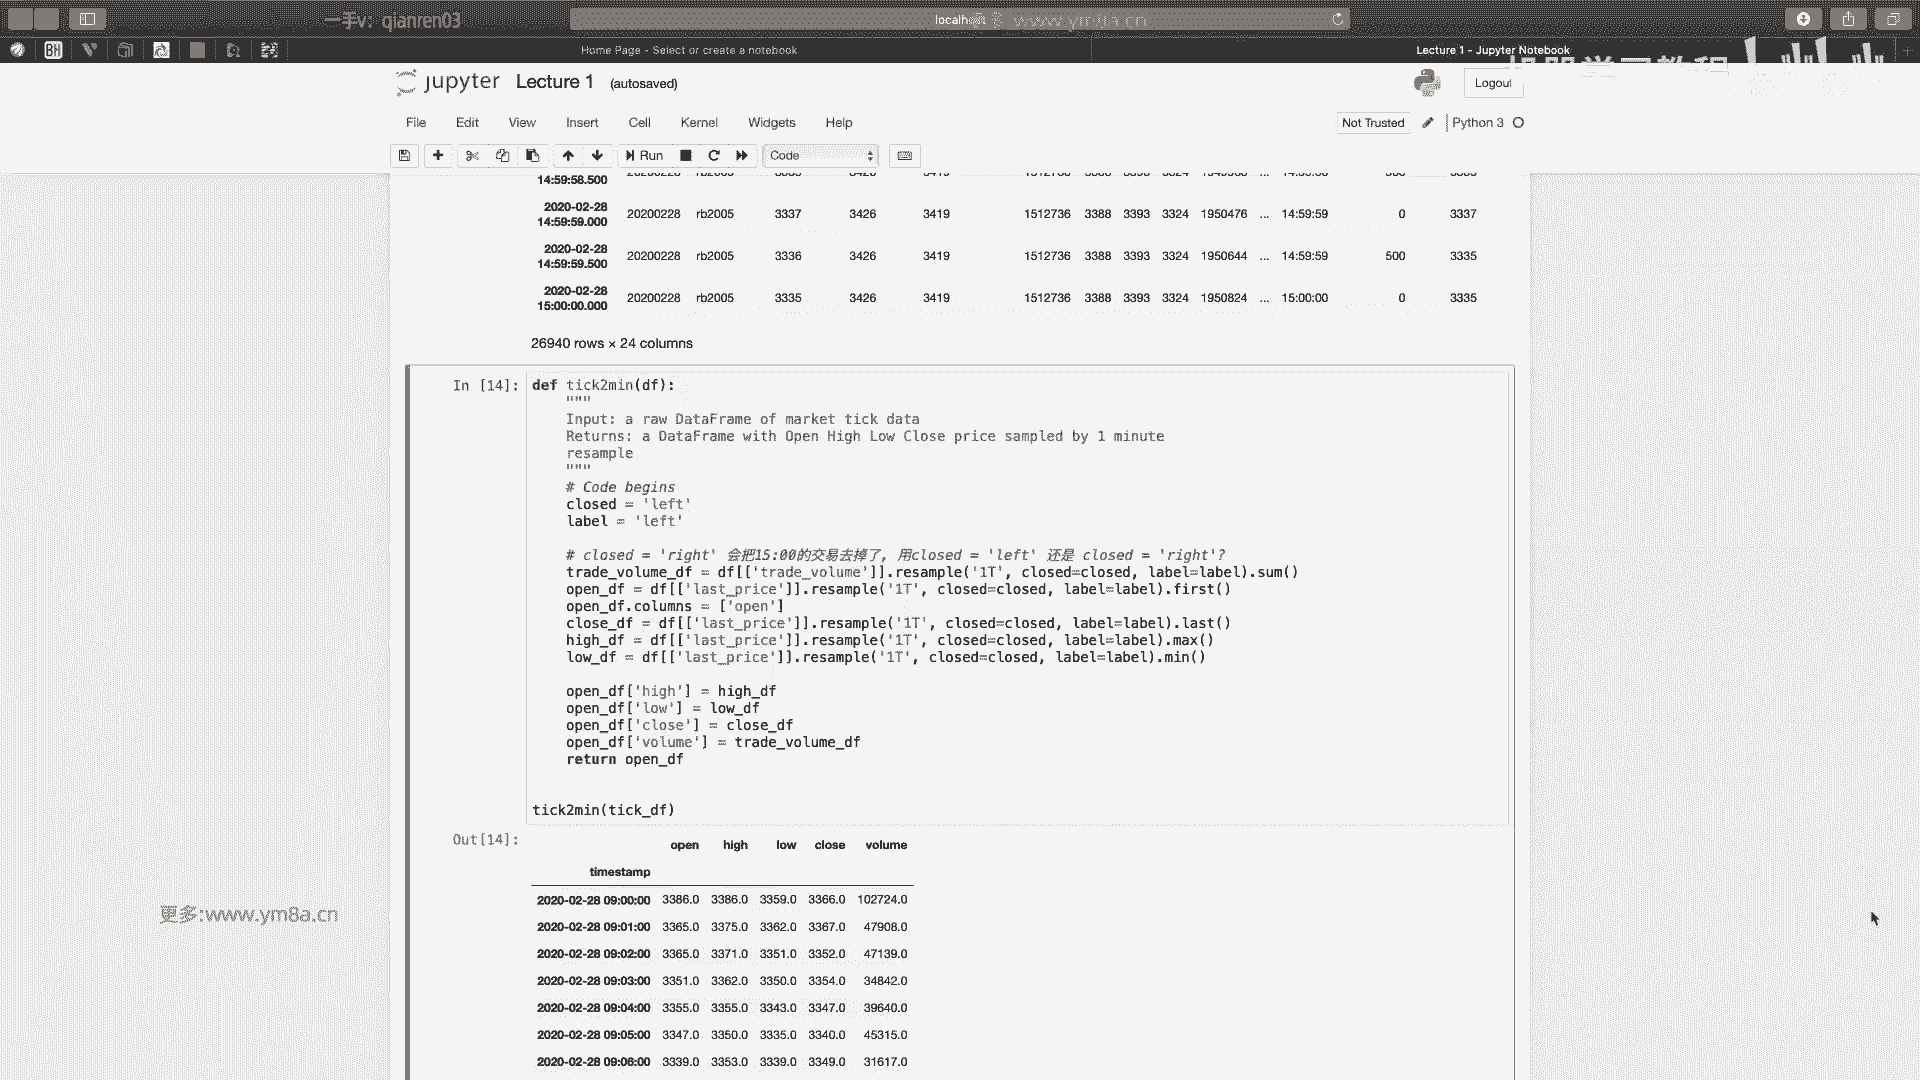 一手v: qianren03
更多 www.ym8a.cn
Home Page - Select or create a notebook
Lecture 1 - Jupyter Notebook
jupyter Lecture 1 (autosaved)
Logout
File Edit View Insert Cell Kernel Widgets Help
Not Trusted Python 3
Run Code
14:59:58.500
2020-02-28 14:59:59.000 20200228 rb2005 3337 3426 3419 1512736 3388 3393 3324 1950476 ... 14:59:59 0 3337
2020-02-28 14:59:59.500 20200228 rb2005 3336 3426 3419 1512736 3388 3393 3324 1950644 ... 14:59:59 500 3335
2020-02-28 15:00:00.000 20200228 rb2005 3335 3426 3419 1512736 3388 3393 3324 1950824 ... 15:00:00 0 3335
26940 rows × 24 columns
In [14]: def tick2min(df):
"""
Input: a raw DataFrame of market tick data
Returns: a DataFrame with Open High Low Close price sampled by 1 minute
resample
"""
# Code begins
closed = 'left'
label = 'left'
# closed = 'right' 会把15:00的交易去掉了, 用closed = 'left' 还是 closed = 'right'?
trade_volume_df = df[['trade_volume']].resample('1T', closed=closed, label=label).sum()
open_df = df[['last_price']].resample('1T', closed=closed, label=label).first()
open_df.columns = ['open']
close_df = df[['last_price']].resample('1T', closed=closed, label=label).last()
high_df = df[['last_price']].resample('1T', closed=closed, label=label).max()
low_df = df[['last_price']].resample('1T', closed=closed, label=label).min()
open_df['high'] = high_df
open_df['low'] = low_df
open_df['close'] = close_df
open_df['volume'] = trade_volume_df
return open_df
tick2min(tick_df)
Out[14]:
open high low close volume
timestamp
2020-02-28 09:00:00 3386.0 3386.0 3359.0 3366.0 102724.0
2020-02-28 09:01:00 3365.0 3375.0 3362.0 3367.0 47908.0
2020-02-28 09:02:00 3365.0 3371.0 3351.0 3352.0 47139.0
2020-02-28 09:03:00 3351.0 3362.0 3350.0 3354.0 34842.0
2020-02-28 09:04:00 3355.0 3355.0 3343.0 3347.0 39640.0
2020-02-28 09:05:00 3347.0 3350.0 3335.0 3340.0 45315.0
2020-02-28 09:06:00 3339.0 3353.0 3339.0 3349.0 31617.0
更多:www.ym8a.cn